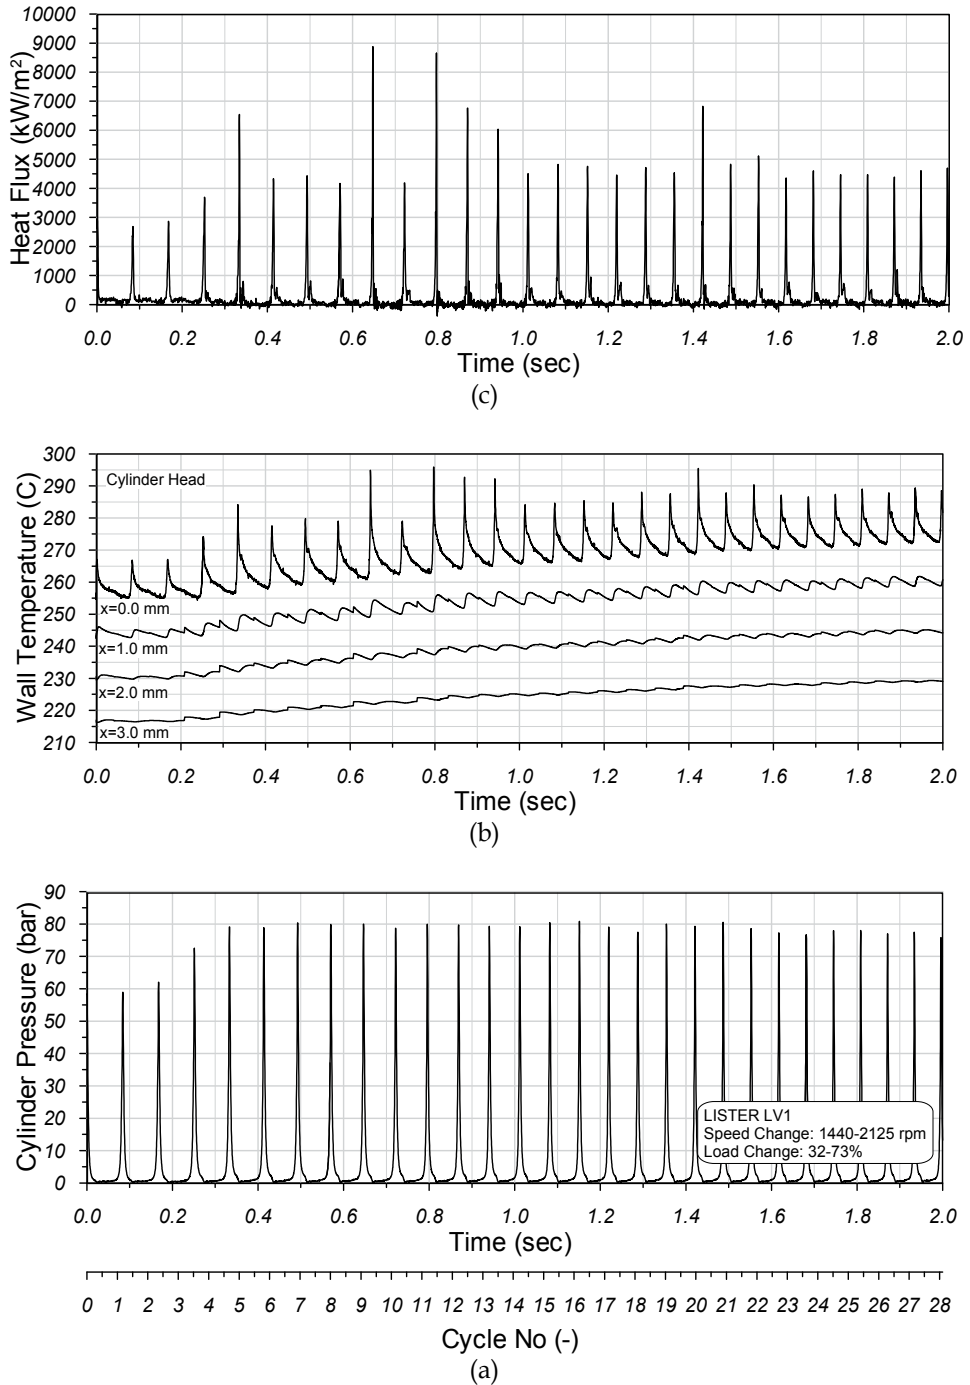 10000
9000
8000
7000
6000
5000
4000
3000
2000
1000
0
Heat Flux (kW/m²)
0.0 0.2 0.4 0.6 0.8 1.0 1.2 1.4 1.6 1.8 2.0
Time (sec)
(c)
300
290
280
270
260
250
240
230
220
210
Wall Temperature (C)
Cylinder Head
x=0.0 mm
x=1.0 mm
x=2.0 mm
x=3.0 mm
0.0 0.2 0.4 0.6 0.8 1.0 1.2 1.4 1.6 1.8 2.0
Time (sec)
(b)
90
80
70
60
50
40
30
20
10
0
Cylinder Pressure (bar)
LISTER LV1
Speed Change: 1440-2125 rpm
Load Change: 32-73%
0.0 0.2 0.4 0.6 0.8 1.0 1.2 1.4 1.6 1.8 2.0
Time (sec)
0 1 2 3 4 5 6 7 8 9 10 11 12 13 14 15 16 17 18 19 20 21 22 23 24 25 26 27 28
Cycle No (-)
(a)